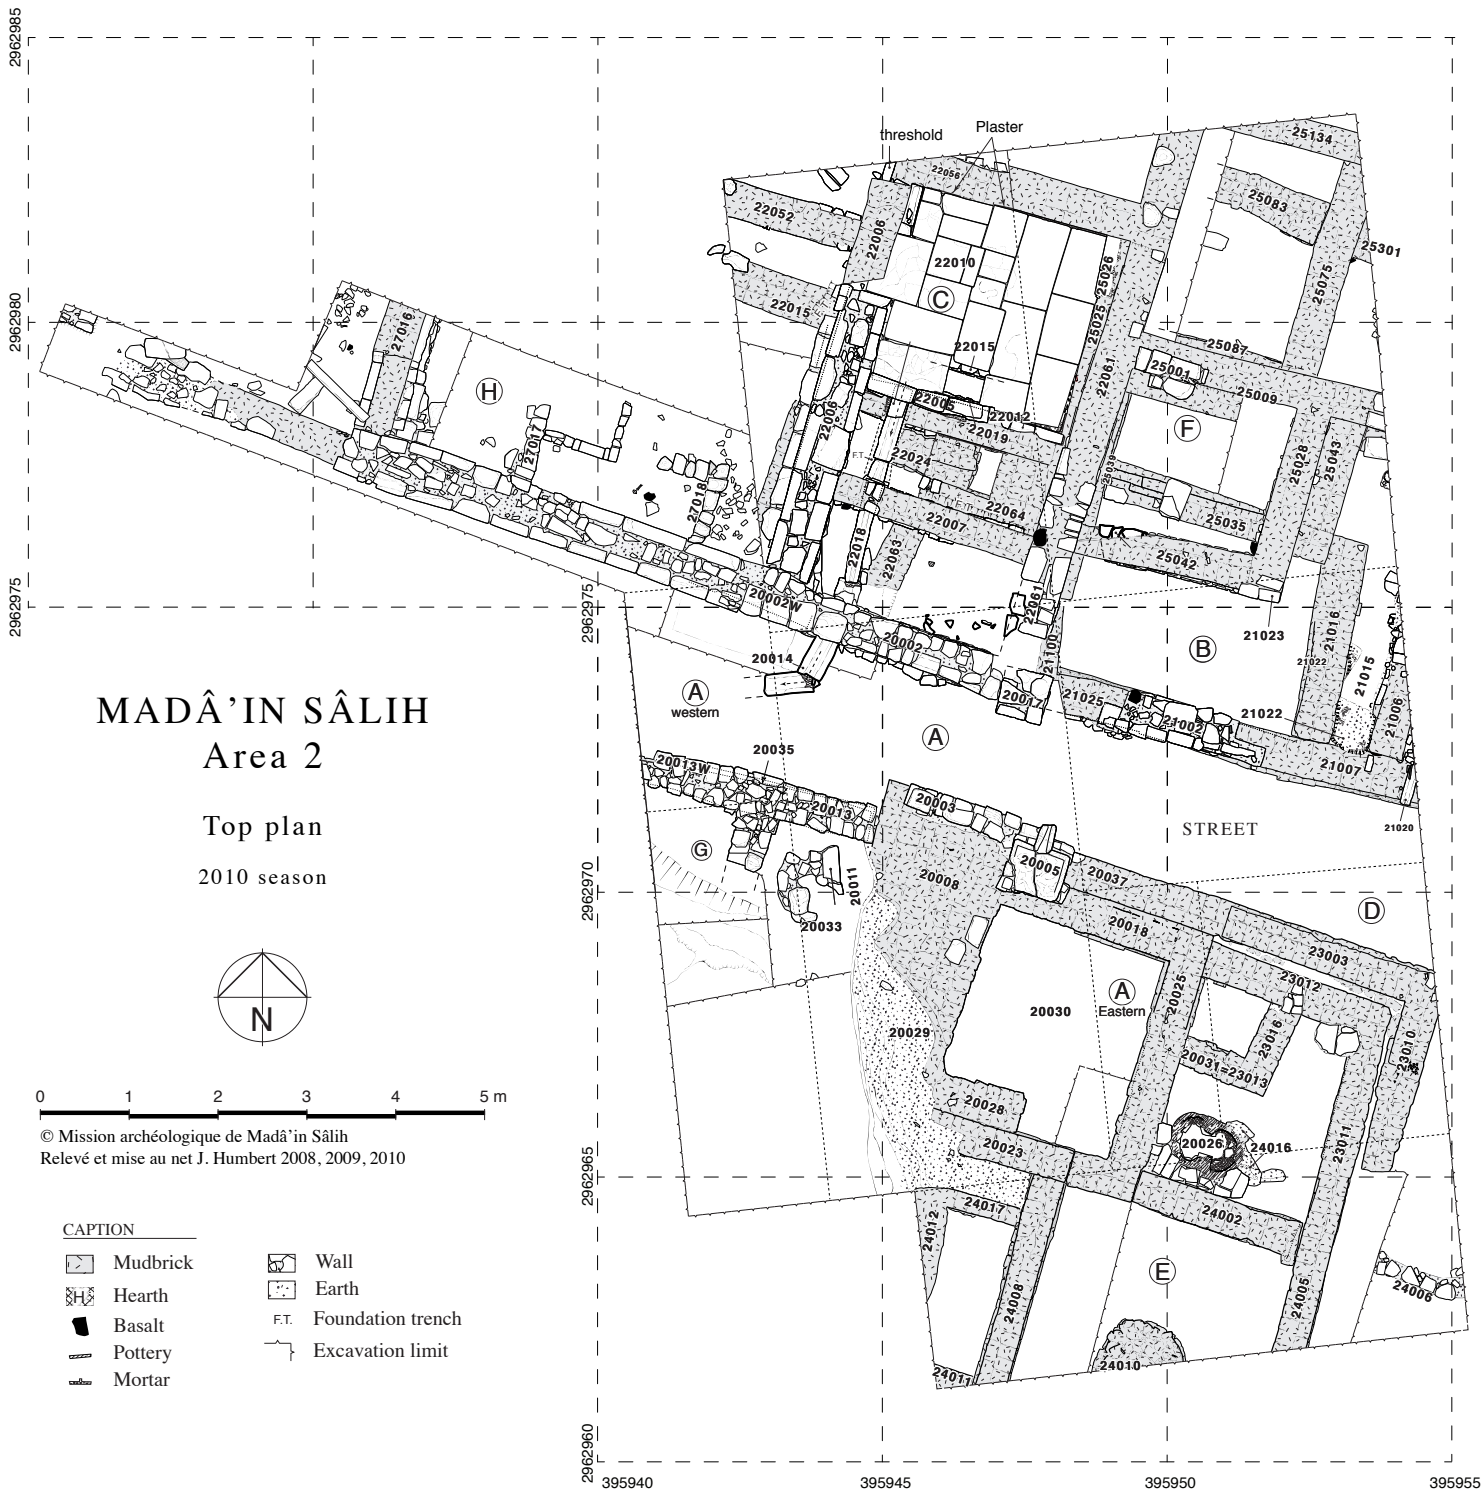 2962985
2962980
2962975
MADÂ’IN SÂLIH
Area 2
Top plan
2010 season
N
0 1 2 3 4 5 m
© Mission archéologique de Madâ’in Sâlih
Relevé et mise au net J. Humbert 2008, 2009, 2010
CAPTION
Mudbrick
H Hearth
Basalt
Pottery
Mortar
Wall
Earth
F.T. Foundation trench
Excavation limit
threshold
Plaster
25134
22056
25083
22052
22006
25301
22010
C
25026
25075
22015
25025
27016
22015
25087
22061
25001
25009
H
22005
22012
22006
22019
F
27017
F.T.
22024
25039
25028
25043
27018
22064
22007
25035
22018
22063
25042
2962975
20002W
22061
21023
20002
B
21016
20014
21100
21022
21015
A
western
20017
21025
21002
21022
21006
A
20035
20013W
21007
20013
20003
21020
STREET
G
20005
20011
20008
20037
2962970
D
20033
20018
23003
23012
20025
A
Eastern
20030
20029
23016
23010
20031=23013
20028
20023
20026
24016
23011
2962965
24017
24012
24002
E
24008
24005
24006
24010
24011
2962960
395940
395945
395950
395955